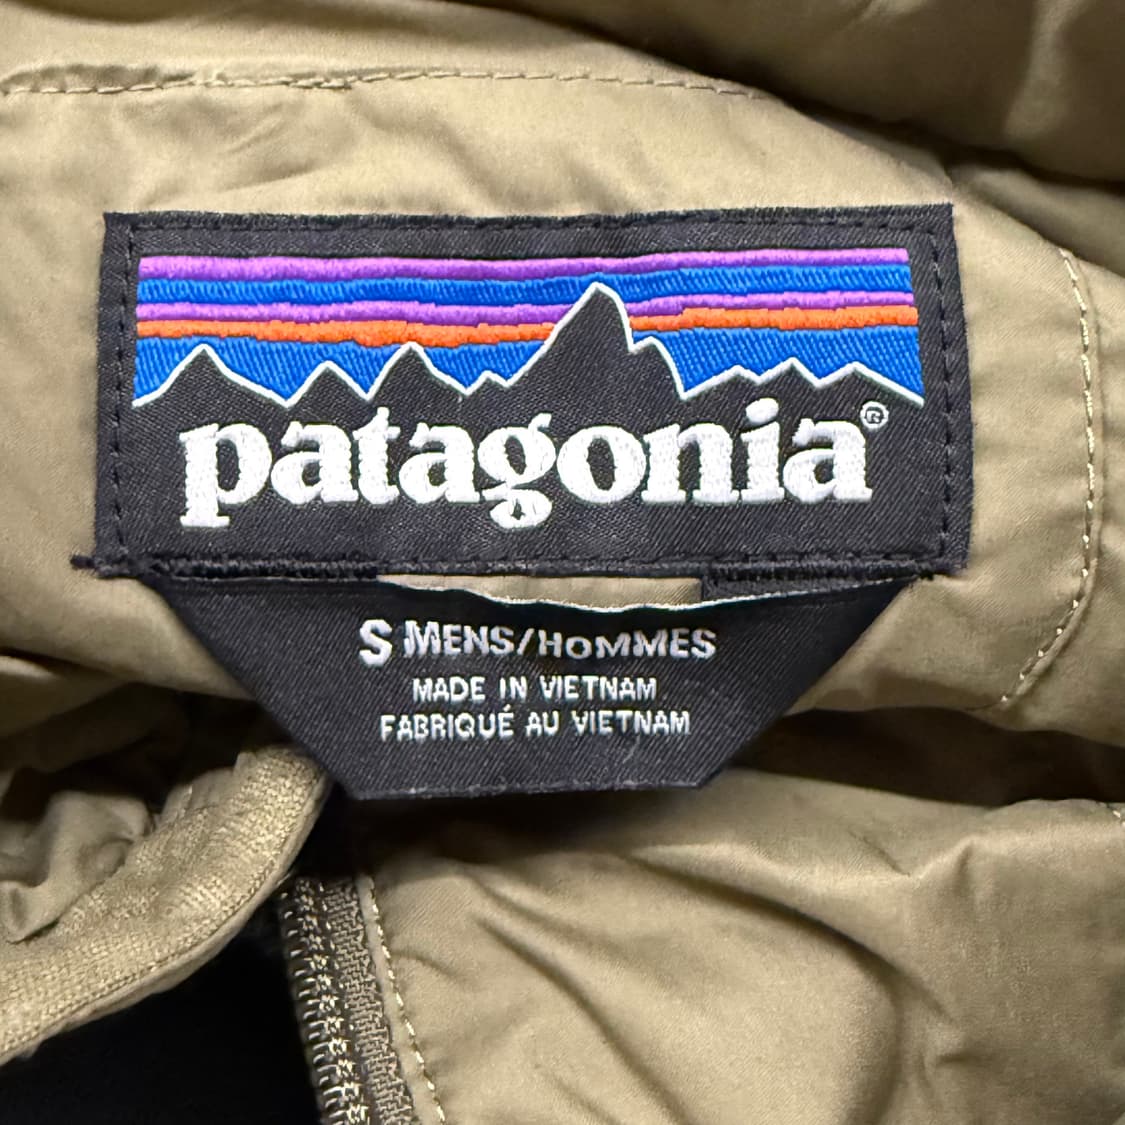 patagonia®
S MENS/HOMMES
MADE IN VIETNAM
FABRIQUÉ AU VIETNAM